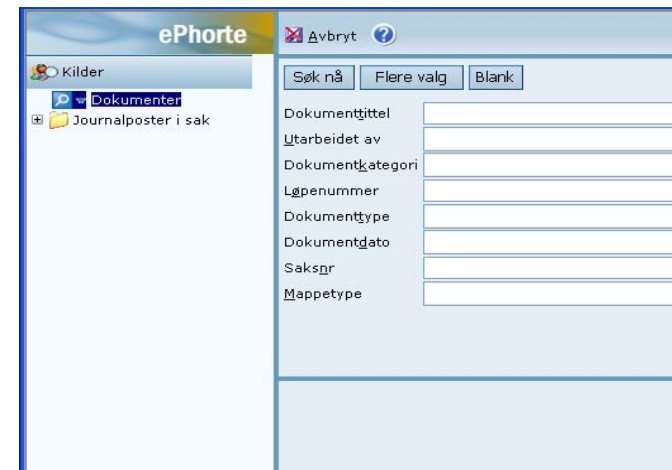 ePhorte
Avbryt
Kilder
Dokumenter
Journalposter i sak
Søk nå Flere valg Blank
Dokumenttittel
Utarbeidet av
Dokumentkategori
Løpenummer
Dokumenttype
Dokumentdato
Saksnr
Mappetype